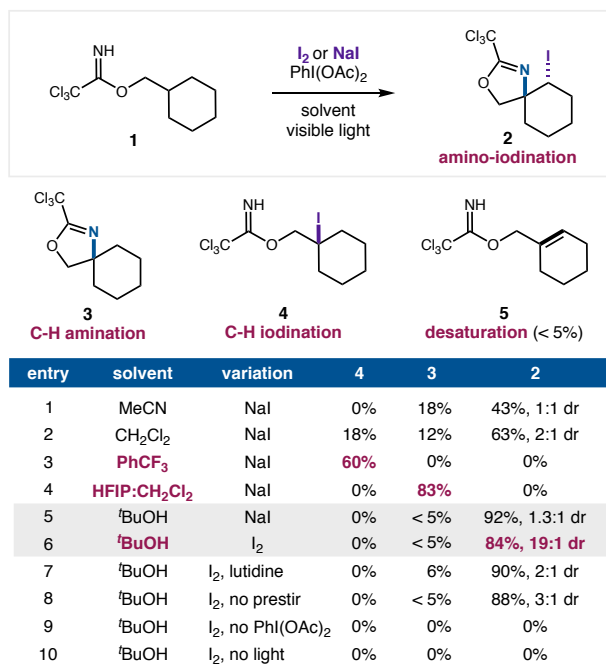 NH
Cl₃C
O
1
I₂ or NaI
PhI(OAc)₂
solvent
visible light
Cl₃C
I
N
O
2
amino-iodination
Cl₃C
N
O
3
C-H amination
NH
I
Cl₃C
O
4
C-H iodination
NH
Cl₃C
O
5
desaturation (< 5%)
entry solvent variation 4 3 2
1 MeCN NaI 0% 18% 43%, 1:1 dr
2 CH₂Cl₂ NaI 18% 12% 63%, 2:1 dr
3 PhCF₃ NaI 60% 0% 0%
4 HFIP:CH₂Cl₂ NaI 0% 83% 0%
5 ᵗBuOH NaI 0% < 5% 92%, 1.3:1 dr
6 ᵗBuOH I₂ 0% < 5% 84%, 19:1 dr
7 ᵗBuOH I₂, lutidine 0% 6% 90%, 2:1 dr
8 ᵗBuOH I₂, no prestir 0% < 5% 88%, 3:1 dr
9 ᵗBuOH I₂, no PhI(OAc)₂ 0% 0% 0%
10 ᵗBuOH I₂, no light 0% 0% 0%